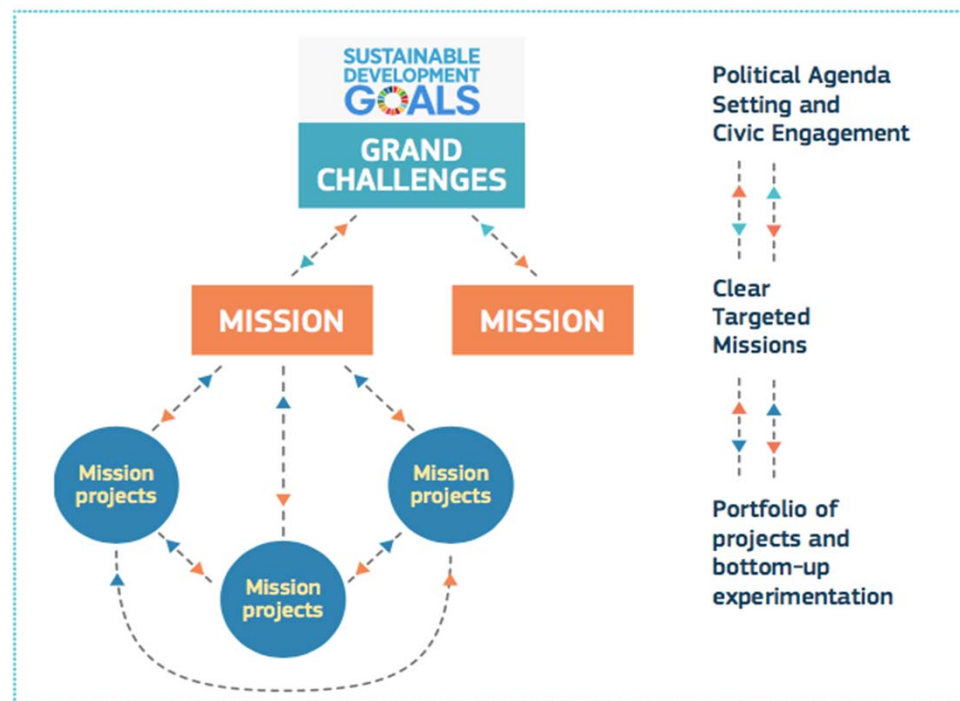 SUSTAINABLE
DEVELOPMENT
GOALS
GRAND
CHALLENGES
MISSION
MISSION
Mission
projects
Mission
projects
Mission
projects
Political Agenda
Setting and
Civic Engagement
Clear
Targeted
Missions
Portfolio of
projects and
bottom-up
experimentation